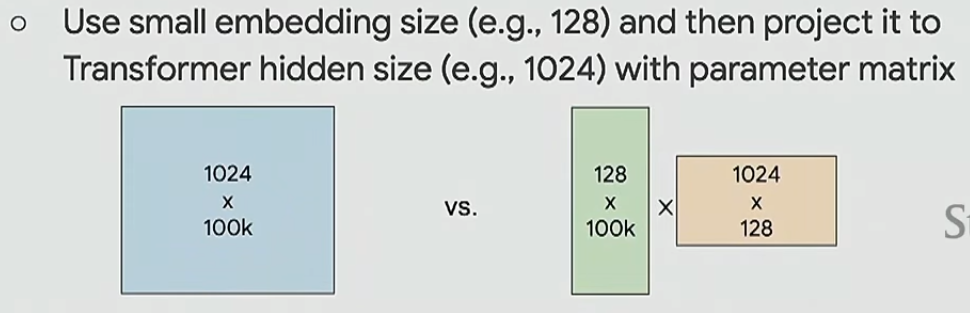 Use small embedding size (e.g., 128) and then project it to
Transformer hidden size (e.g., 1024) with parameter matrix
1024
x
100k
vs.
128
x
100k
x
1024
x
128